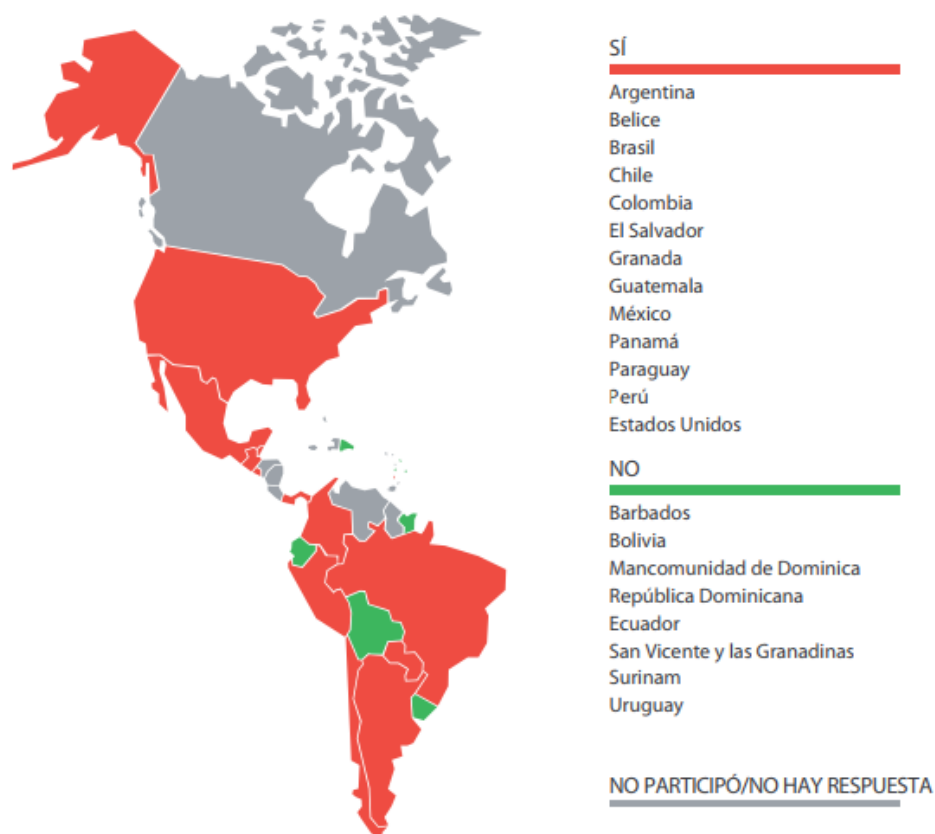 SÍ
Argentina
Belice
Brasil
Chile
Colombia
El Salvador
Granada
Guatemala
México
Panamá
Paraguay
Perú
Estados Unidos
NO
Barbados
Bolivia
Mancomunidad de Dominica
República Dominicana
Ecuador
San Vicente y las Granadinas
Surinam
Uruguay
NO PARTICIPÓ/NO HAY RESPUESTA